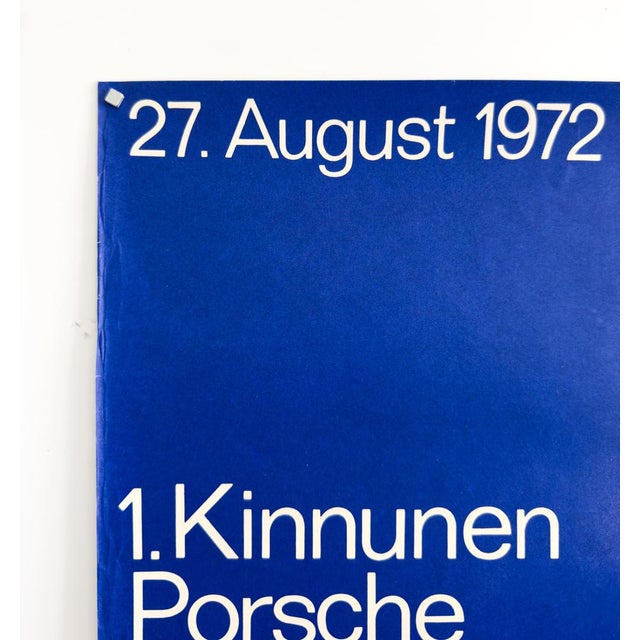 27. August 1972
1. Kinnunen
Porsche